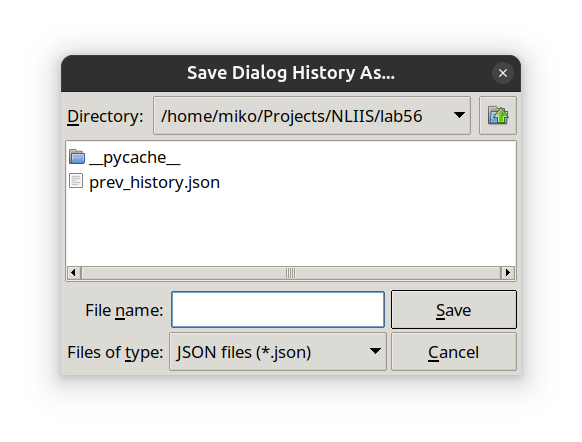 Save Dialog History As...
Directory: /home/miko/Projects/NLIIS/lab56
__pycache__
prev_history.json
File name: Save
Files of type: JSON files (*.json) Cancel